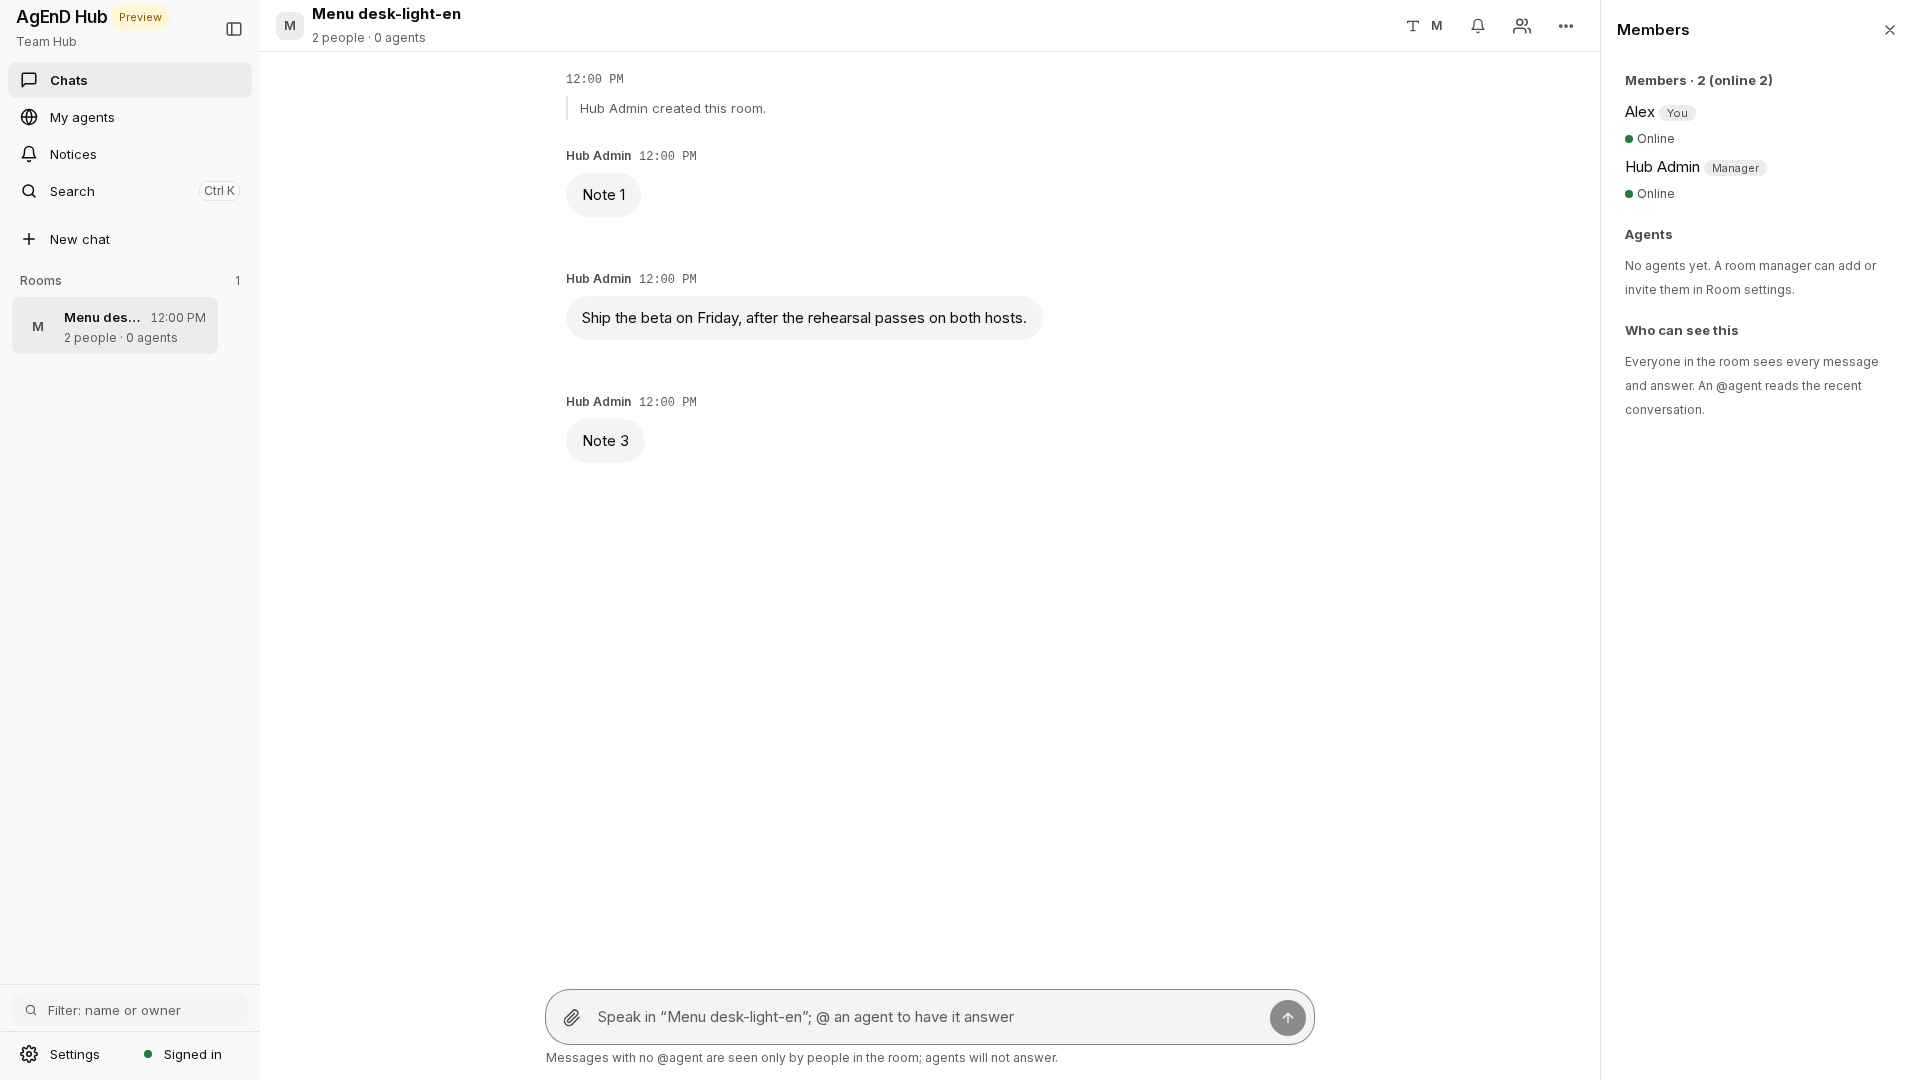 AgEnD Hub Preview
Team Hub
Chats
My agents
Notices
Search Ctrl K
New chat
Rooms 1
M Menu des... 12:00 PM
2 people · 0 agents
Filter: name or owner
Settings Signed in
M Menu desk-light-en
2 people · 0 agents
T M
12:00 PM
Hub Admin created this room.
Hub Admin 12:00 PM
Note 1
Hub Admin 12:00 PM
Ship the beta on Friday, after the rehearsal passes on both hosts.
Hub Admin 12:00 PM
Note 3
Speak in “Menu desk-light-en”; @ an agent to have it answer
Messages with no @agent are seen only by people in the room; agents will not answer.
Members
Members · 2 (online 2)
Alex You
Online
Hub Admin Manager
Online
Agents
No agents yet. A room manager can add or
invite them in Room settings.
Who can see this
Everyone in the room sees every message
and answer. An @agent reads the recent
conversation.